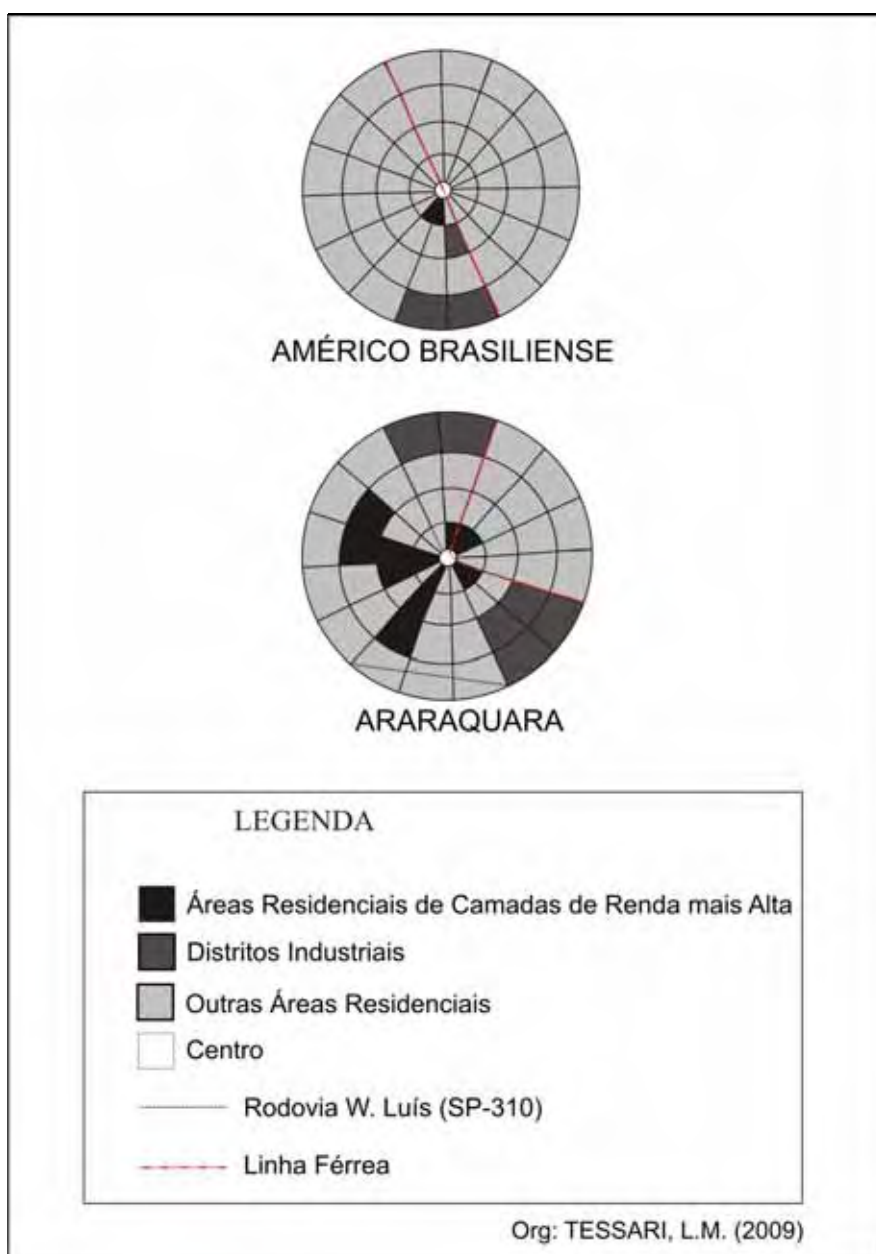 AMÉRICO BRASILIENSE
ARARAQUARA
LEGENDA
Áreas Residenciais de Camadas de Renda mais Alta
Distritos Industriais
Outras Áreas Residenciais
Centro
Rodovia W. Luís (SP-310)
Linha Férrea
Org: TESSARI, L.M. (2009)